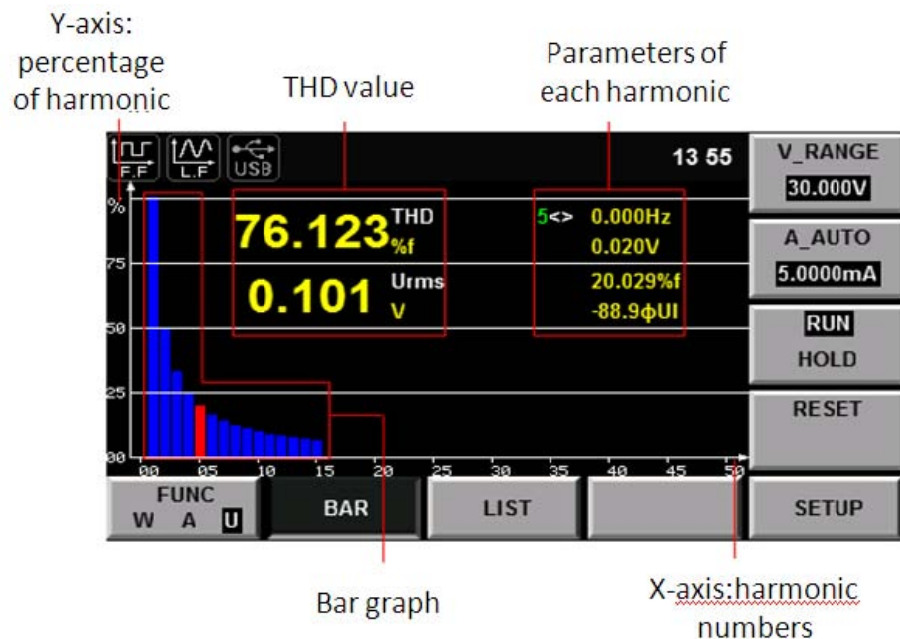 Y-axis:
percentage
of harmonic
THD value
Parameters of
each harmonic
F.F
L.F
USB
13 55
V_RANGE
30.000V
A_AUTO
5.0000mA
RUN
HOLD
RESET
SETUP
%
75
50
25
00
76.123 THD
%f
0.101 Urms
V
5<> 0.000Hz
0.020V
20.029%f
-88.9ϕUI
00 05 10 15 20 25 30 35 40 45 50
FUNC
W A U
BAR
LIST
Bar graph
X-axis:harmonic
numbers